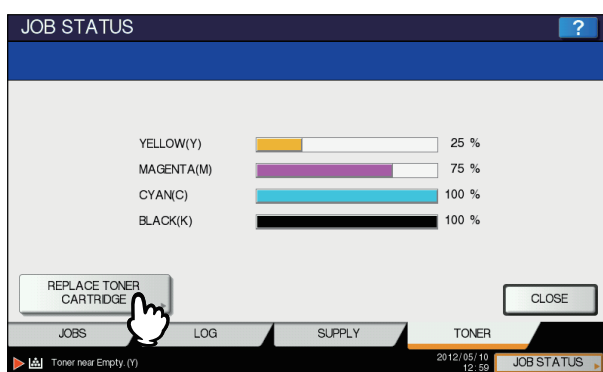 JOB STATUS
?
YELLOW(Y) 25 %
MAGENTA(M) 75 %
CYAN(C) 100 %
BLACK(K) 100 %
REPLACE TONER
CARTRIDGE
CLOSE
JOBS LOG SUPPLY TONER
Toner near Empty. (Y)
2012/05/10
12:59
JOB STATUS